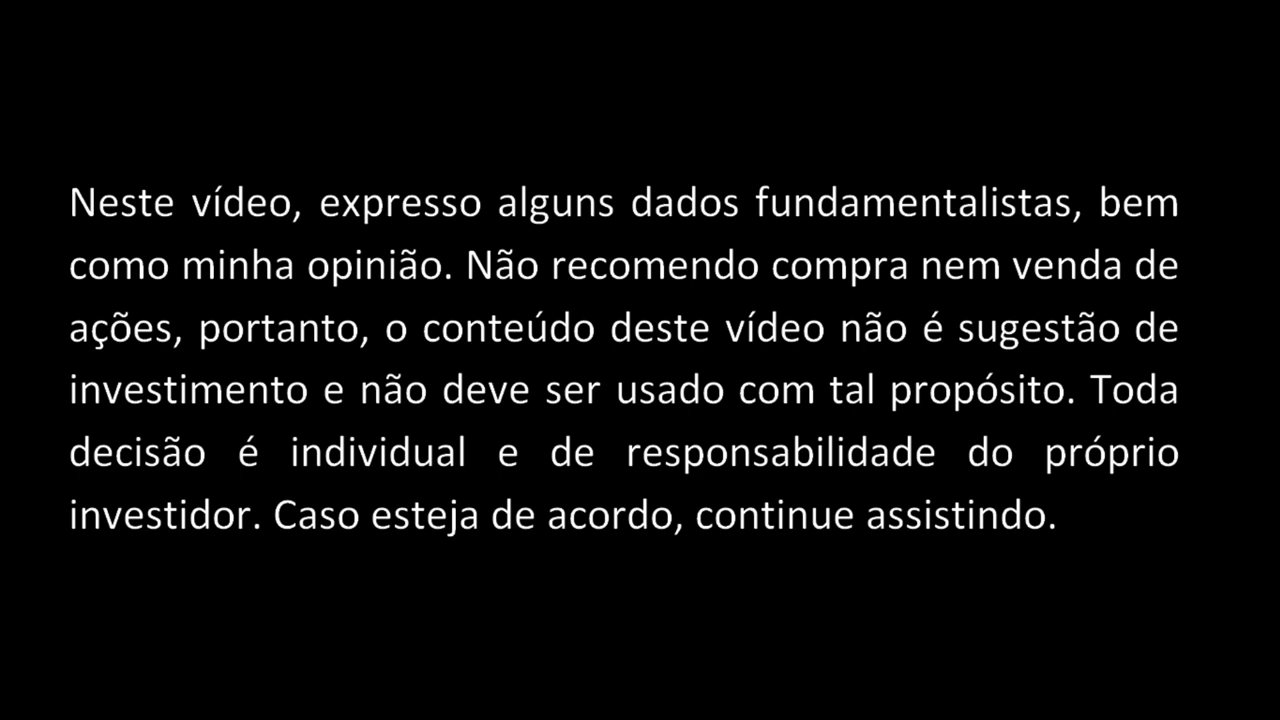 Neste vídeo, expresso alguns dados fundamentalistas, bem
como minha opinião. Não recomendo compra nem venda de
ações, portanto, o conteúdo deste vídeo não é sugestão de
investimento e não deve ser usado com tal propósito. Toda
decisão é individual e de responsabilidade do próprio
investidor. Caso esteja de acordo, continue assistindo.